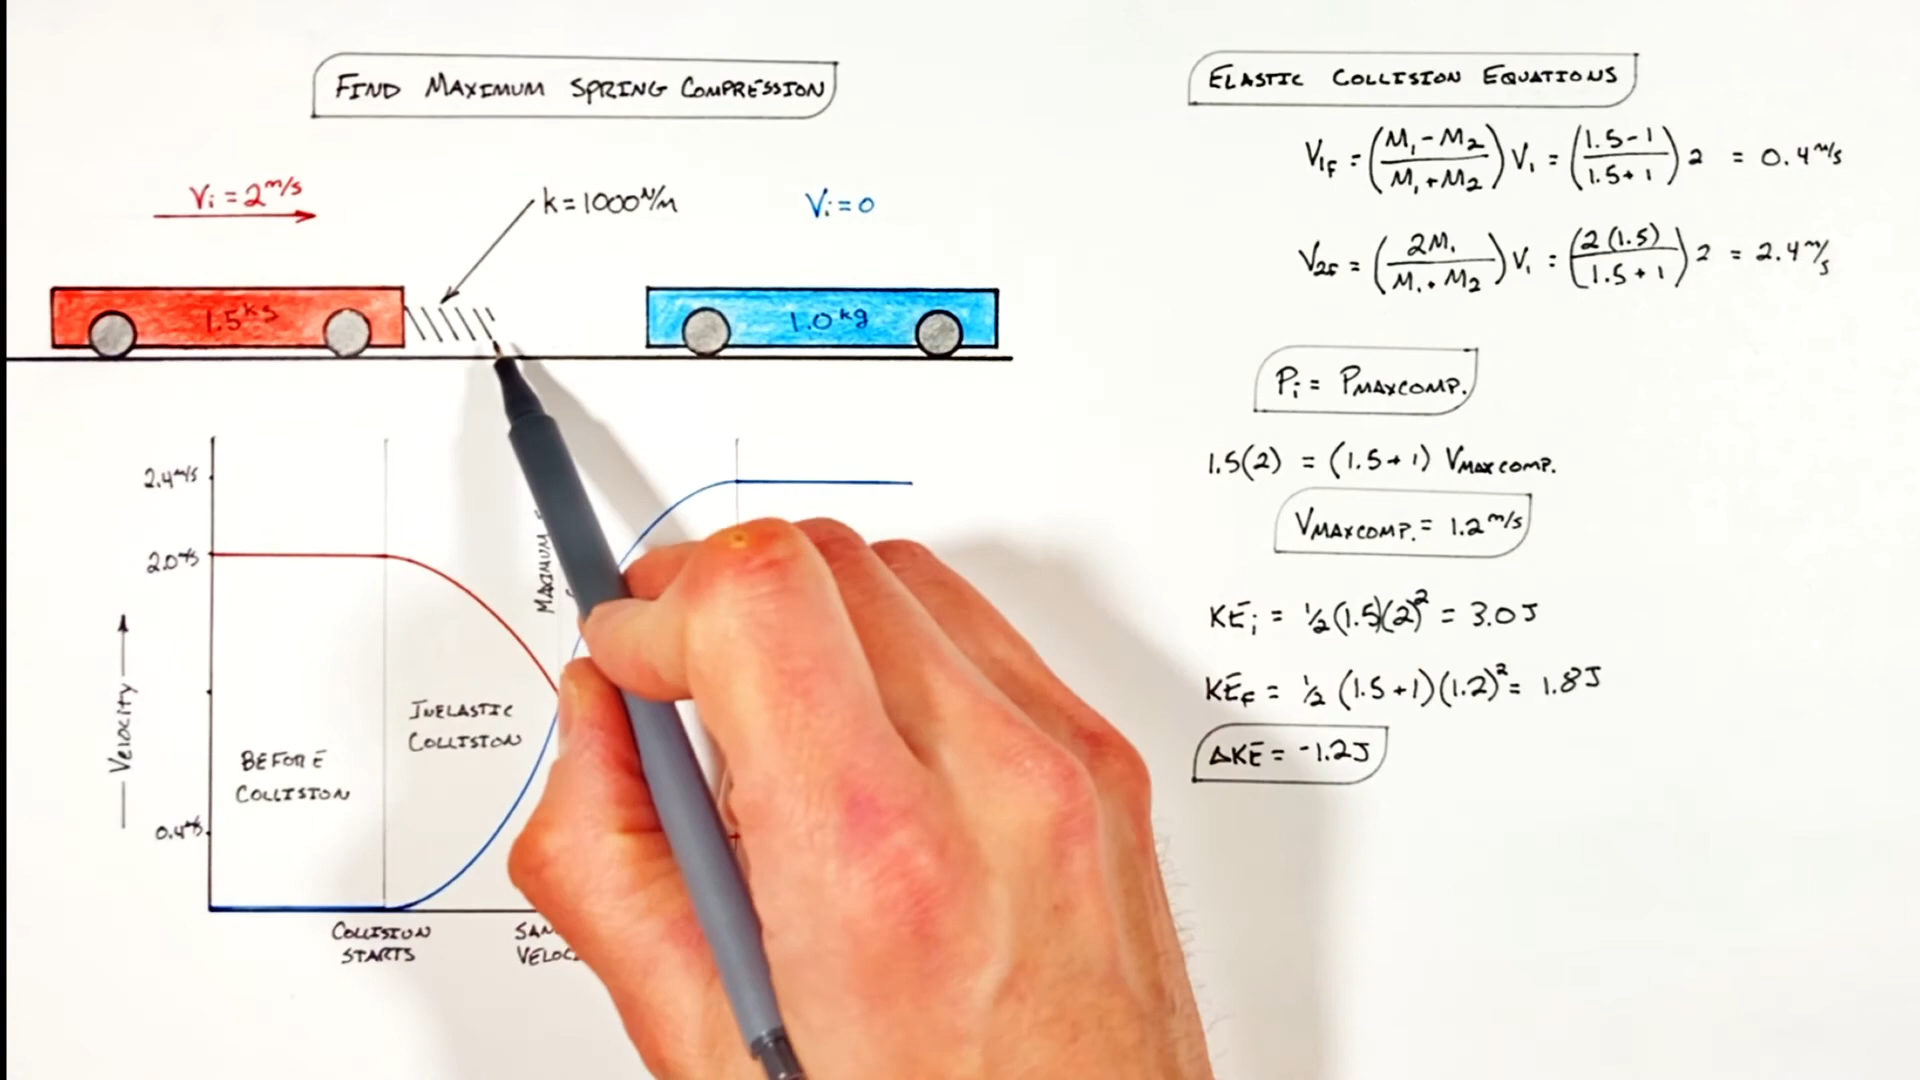 FIND MAXIMUM SPRING COMPRESSION
Vi = 2 m/s
k = 1000 N/m
Vi = 0
1.5 kg
1.0 kg
2.4 m/s
2.0 m/s
0.4 m/s
VELOCITY
BEFORE
COLLISION
INELASTIC
COLLISION
MAXIMUM
COLLISION
STARTS
ELASTIC COLLISION EQUATIONS
V1F = ((M1 - M2)/(M1 + M2)) V1 = ((1.5 - 1)/(1.5 + 1)) 2 = 0.4 m/s
V2F = (2M1/(M1 + M2)) V1 = (2(1.5)/(1.5 + 1)) 2 = 2.4 m/s
Pi = PMAXCOMP.
1.5(2) = (1.5 + 1) VMAXCOMP.
VMAXCOMP. = 1.2 m/s
KEi = ½(1.5)(2)² = 3.0 J
KEF = ½ (1.5 + 1)(1.2)² = 1.8 J
ΔKE = -1.2 J